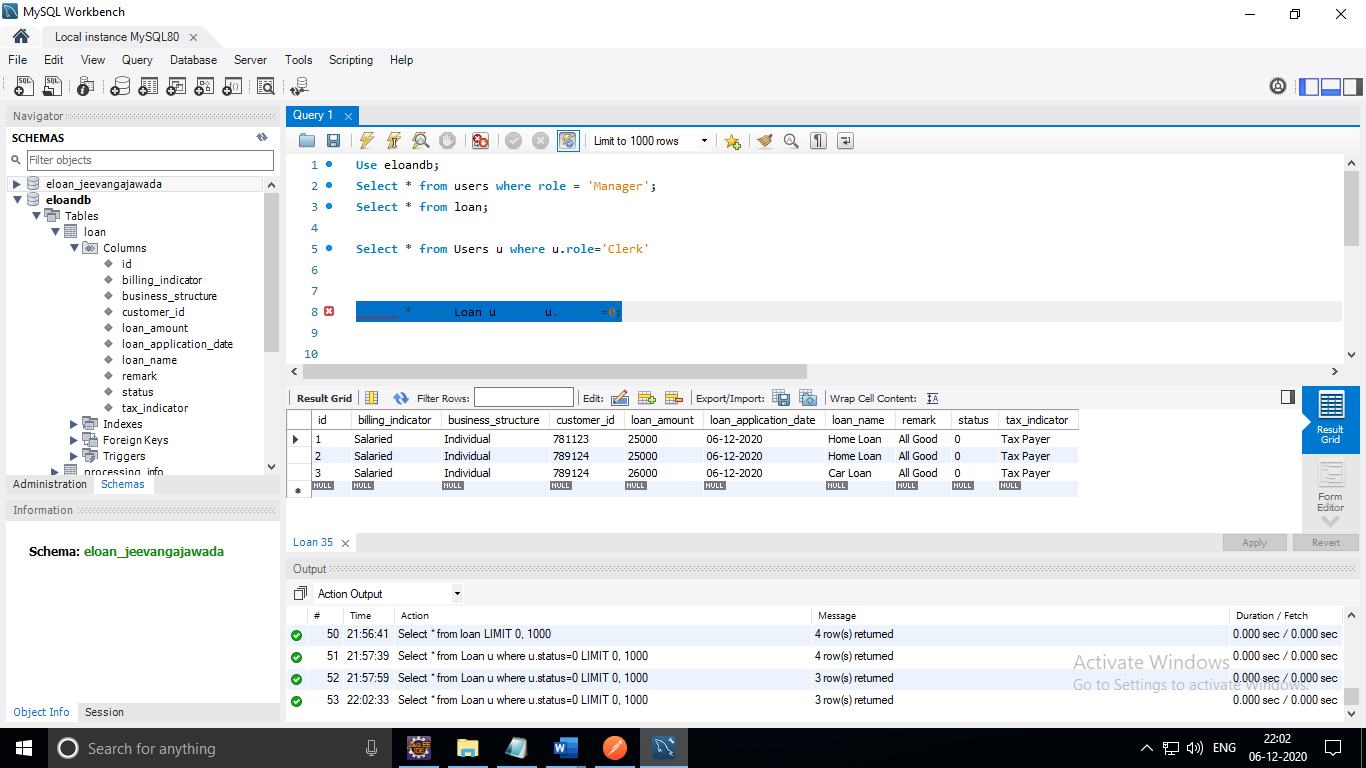 MySQL Workbench
Local instance MySQL80
File Edit View Query Database Server Tools Scripting Help
Navigator
SCHEMAS
Filter objects
eloan_jeevangajawada
eloandb
Tables
loan
Columns
id
billing_indicator
business_structure
customer_id
loan_amount
loan_application_date
loan_name
remark
status
tax_indicator
Indexes
Foreign Keys
Triggers
processing_info
Administration Schemas
Information
Schema: eloan_jeevangajawada
Object Info Session
Query 1
Limit to 1000 rows
1 Use eloandb;
2 Select * from users where role = 'Manager';
3 Select * from loan;
4
5 Select * from Users u where u.role='Clerk'
6
7
8 * Loan u u. =0;
9
10
Result Grid Filter Rows: Edit: Export/Import: Wrap Cell Content:
id billing_indicator business_structure customer_id loan_amount loan_application_date loan_name remark status tax_indicator
1 Salaried Individual 781123 25000 06-12-2020 Home Loan All Good 0 Tax Payer
2 Salaried Individual 789124 25000 06-12-2020 Home Loan All Good 0 Tax Payer
3 Salaried Individual 789124 26000 06-12-2020 Car Loan All Good 0 Tax Payer
NULL NULL NULL NULL NULL NULL NULL NULL NULL NULL
Result Grid
Form Editor
Loan 35
Apply Revert
Output
Action Output
# Time Action Message Duration / Fetch
50 21:56:41 Select * from loan LIMIT 0, 1000 4 row(s) returned 0.000 sec / 0.000 sec
51 21:57:39 Select * from Loan u where u.status=0 LIMIT 0, 1000 4 row(s) returned 0.000 sec / 0.000 sec
52 21:57:59 Select * from Loan u where u.status=0 LIMIT 0, 1000 3 row(s) returned 0.000 sec / 0.000 sec
53 22:02:33 Select * from Loan u where u.status=0 LIMIT 0, 1000 3 row(s) returned 0.000 sec / 0.000 sec
Activate Windows
Go to Settings to activate Windows.
Search for anything
ENG
22:02
06-12-2020